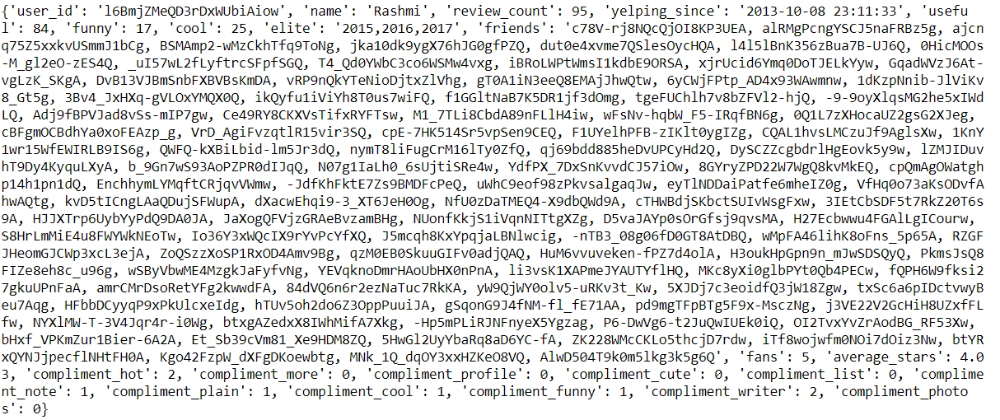 {'user_id': 'l6BmjZMeQD3rDxWUbiAiow', 'name': 'Rashmi', 'review_count': 95, 'yelping_since': '2013-10-08 23:11:33', 'usefu
l': 84, 'funny': 17, 'cool': 25, 'elite': '2015,2016,2017', 'friends': 'c78V-rj8NQcQjOI8KP3UEA, alRMgPcngYSCJ5naFRBz5g, ajcn
q75Z5xxkvUSmmJ1bCg, BSMAmp2-wMzCkhTfq9ToNg, jka10dk9ygX76hJG0gfPZQ, dut0e4xvme7QSlesOycHQA, l4l5lBnK356zBua7B-UJ6Q, 0HicMOOs
-M_gl2eO-zES4Q, _uI57wL2fLyftrcSFpfSGQ, T4_Qd0YWbC3co6WSMw4vxg, iBRoLWPtWmsI1kdbE9ORSA, xjrUcid6Ymq0DoTJELkYyw, GqadWVzJ6At-
vgLzK_SKgA, DvB13VJBmSnbFXBVBsKmDA, vRP9nQkYTeNioDjtxZlVhg, gT0A1iN3eeQ8EMAjJhwQtw, 6yCWjFPtp_AD4x93WAwmnw, 1dKzpNnib-JlViKv
8_Gt5g, 3Bv4_JxHXq-gVLOxYMQX0Q, ikQyfu1iViYh8T0us7wiFQ, f1GGltNaB7K5DR1jf3dOmg, tgeFUChlh7v8bZFVl2-hjQ, -9-9oyXlqsMG2he5xIWd
LQ, Adj9fBPVJad8vSs-mIP7gw, Ce49RY8CKXVsTifxRYFTsw, M1_7TLi8CbdA89nFLlH4iw, wFsNv-hqbW_F5-IRqfBN6g, 0Q1L7zXHocaUZ2gsG2XJeg,
cBFgmOCBdhYa0xoFEAzp_g, VrD_AgiFvzqtlR15vir3SQ, cpE-7HK514Sr5vpSen9CEQ, F1UYelhPFB-zIKlt0ygIZg, CQAL1hvsLMCzuJf9AglsXw, 1KnY
1wr15WfEWIRLB9IS6g, QWFQ-kXBiLbid-lm5Jr3dQ, nymT8liFugCrM16lTy0ZfQ, qj69bdd885heDvUPCyHd2Q, DySCZZcgbdrlHgEovk5y9w, lZMJIDuv
hT9Dy4KyquLXyA, b_9Gn7wS93AoPZPR0dIJqQ, N07g1IaLh0_6sUjtiSRe4w, YdfPX_7DxSnKvvdCJ57iOw, 8GYryZPD22W7WgQ8kvMkEQ, cpQmAgOWatgh
p14h1pn1dQ, EnchhymLYMqftCRjqvVWmw, -JdfKhFktE7Zs9BMDFcPeQ, uWhC9eof98zPkvsalgaqJw, eyTlNDDaiPatfe6mheIZ0g, VfHq0o73aKsODvfA
hwAQtg, kvD5tICngLAaQDujSFWupA, dXacwEhqi9-3_XT6JeH0Og, NfU0zDaTMEQ4-X9dbQWd9A, cTHWBdjSKbctSUIvWsgFxw, 3IEtCbSDF5t7RkZ20T6s
9A, HJJXTrp6UybYyPdQ9DA0JA, JaXogQFVjzGRAeBvzamBHg, NUonfKkjS1iVqnNITtgXZg, D5vaJAYp0sOrGfsj9qvsMA, H27Ecbwwu4FGAlLgICourw,
S8HrLmMiE4u8FWYWkNEoTw, Io36Y3xWQcIX9rYvPcYfXQ, J5mcqh8KxYpqjaLBNlwcig, -nTB3_08g06fD0GT8AtDBQ, wMpFA46lihK8oFns_5p65A, RZGF
JHeomGJCWp3xcL3ejA, ZoQSzzXoSP1RxOD4Amv9Bg, qzM0EB0SkuuGIFv0adjQAQ, HuM6vvuveken-fPZ7d4olA, H3oukHpGpn9n_mJwSDSQyQ, PkmsJsQ8
FIZe8eh8c_u96g, wSByVbwME4MzgkJaFyfvNg, YEVqknoDmrHAoUbHX0nPnA, li3vsK1XAPmeJYAUTYflHQ, MKc8yXi0glbPYt0Qb4PECw, fQPH6W9fksi2
7gkuUPnFaA, amrCMrDsoRetYFg2kwwdFA, 84dVQ6n6r2ezNaTuc7RkKA, yW9QjWY0olv5-uRKv3t_Kw, 5XJDj7c3eoidfQ3jW18Zgw, txSc6a6pIDctvwyB
eu7Aqg, HFbbDCyyqP9xPkUlcxeIdg, hTUv5oh2do6Z3OppPuuiJA, gSqonG9J4fNM-fl_fE71AA, pd9mgTFpBTg5F9x-MsczNg, j3VE22V2GcHiH8UZxfFL
fw, NYXlMW-T-3V4Jqr4r-i0Wg, btxgAZedxX8IWhMifA7Xkg, -Hp5mPLiRJNFnyeX5Ygzag, P6-DwVg6-t2JuQwIUEk0iQ, OI2TvxYvZrAodBG_RF53Xw,
bHxf_VPKmZur1Bier-6A2A, Et_Sb39cVm81_Xe9HDM8ZQ, 5HwGl2UyYbaRq8aD6YC-fA, ZK228WMcCKLo5thcjD7rdw, iTf8wojwfm0NOi7dOiz3Nw, btYR
xQYNJjpecflNHtFH0A, Kgo42FzpW_dXFgDKoewbtg, MNk_1Q_dqOY3xxHZKeO8VQ, AlwD504T9k0m5lkg3k5g6Q', 'fans': 5, 'average_stars': 4.0
3, 'compliment_hot': 2, 'compliment_more': 0, 'compliment_profile': 0, 'compliment_cute': 0, 'compliment_list': 0, 'complime
nt_note': 1, 'compliment_plain': 1, 'compliment_cool': 1, 'compliment_funny': 1, 'compliment_writer': 2, 'compliment_photo
s': 0}